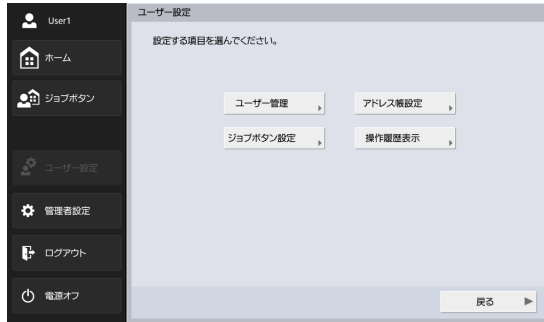 User1
ホーム
ジョブボタン
ユーザー設定
管理者設定
ログアウト
電源オフ
ユーザー設定
設定する項目を選んでください。
ユーザー管理
アドレス帳設定
ジョブボタン設定
操作履歴表示
戻る